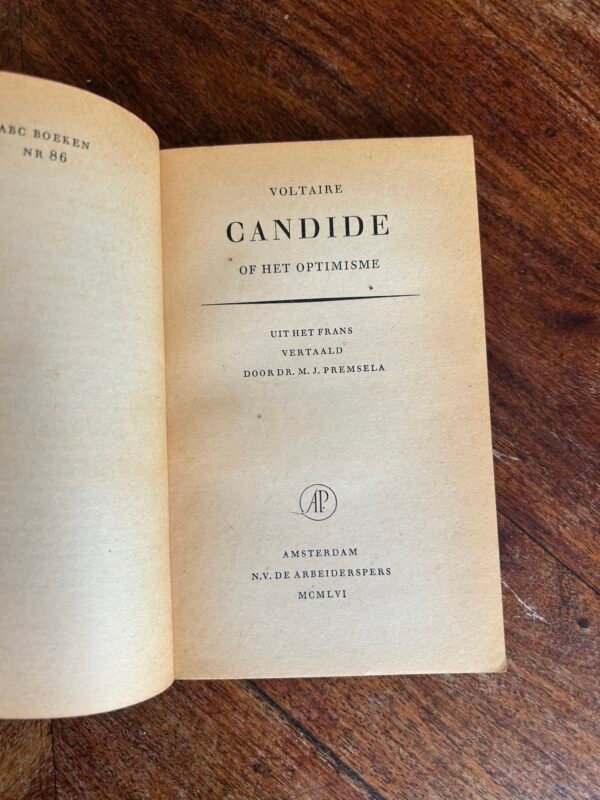 ABC BOEKEN
NR 86
VOLTAIRE
CANDIDE
OF HET OPTIMISME
UIT HET FRANS
VERTAALD
DOOR DR. M. J. PREMSELA
AP
AMSTERDAM
N.V. DE ARBEIDERSPERS
MCMLVI